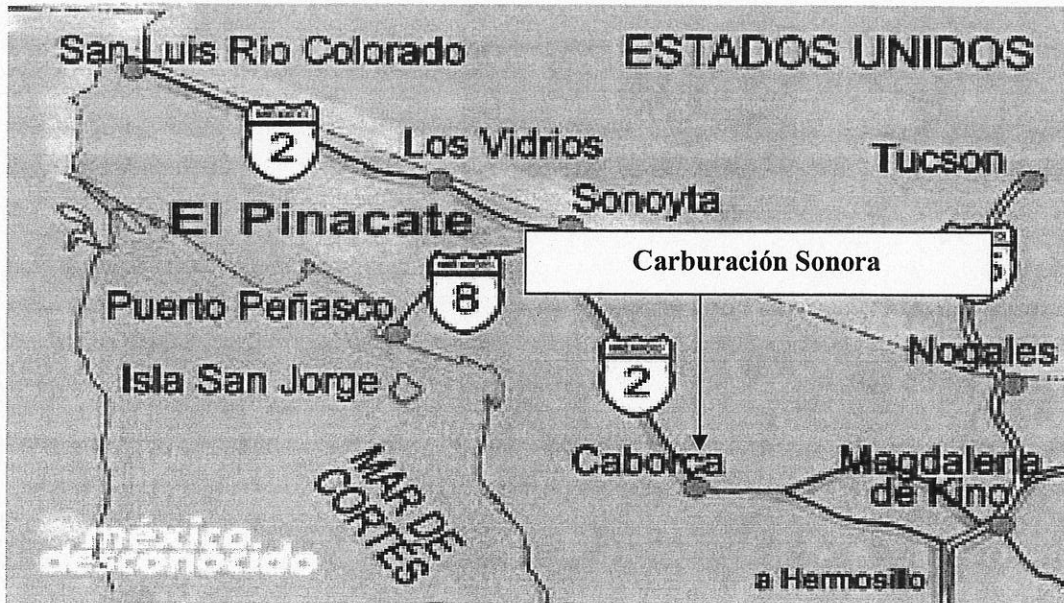 San Luis Rio Colorado
ESTADOS UNIDOS
2
Los Vidrios
Tucson
Sonoyta
El Pinacate
Carburación Sonora
8
Puerto Peñasco
Isla San Jorge
2
Nogales
Caborca
Magdalena
de Kino
MAR DE
CORTÉS
méxico
desconocido
a Hermosillo